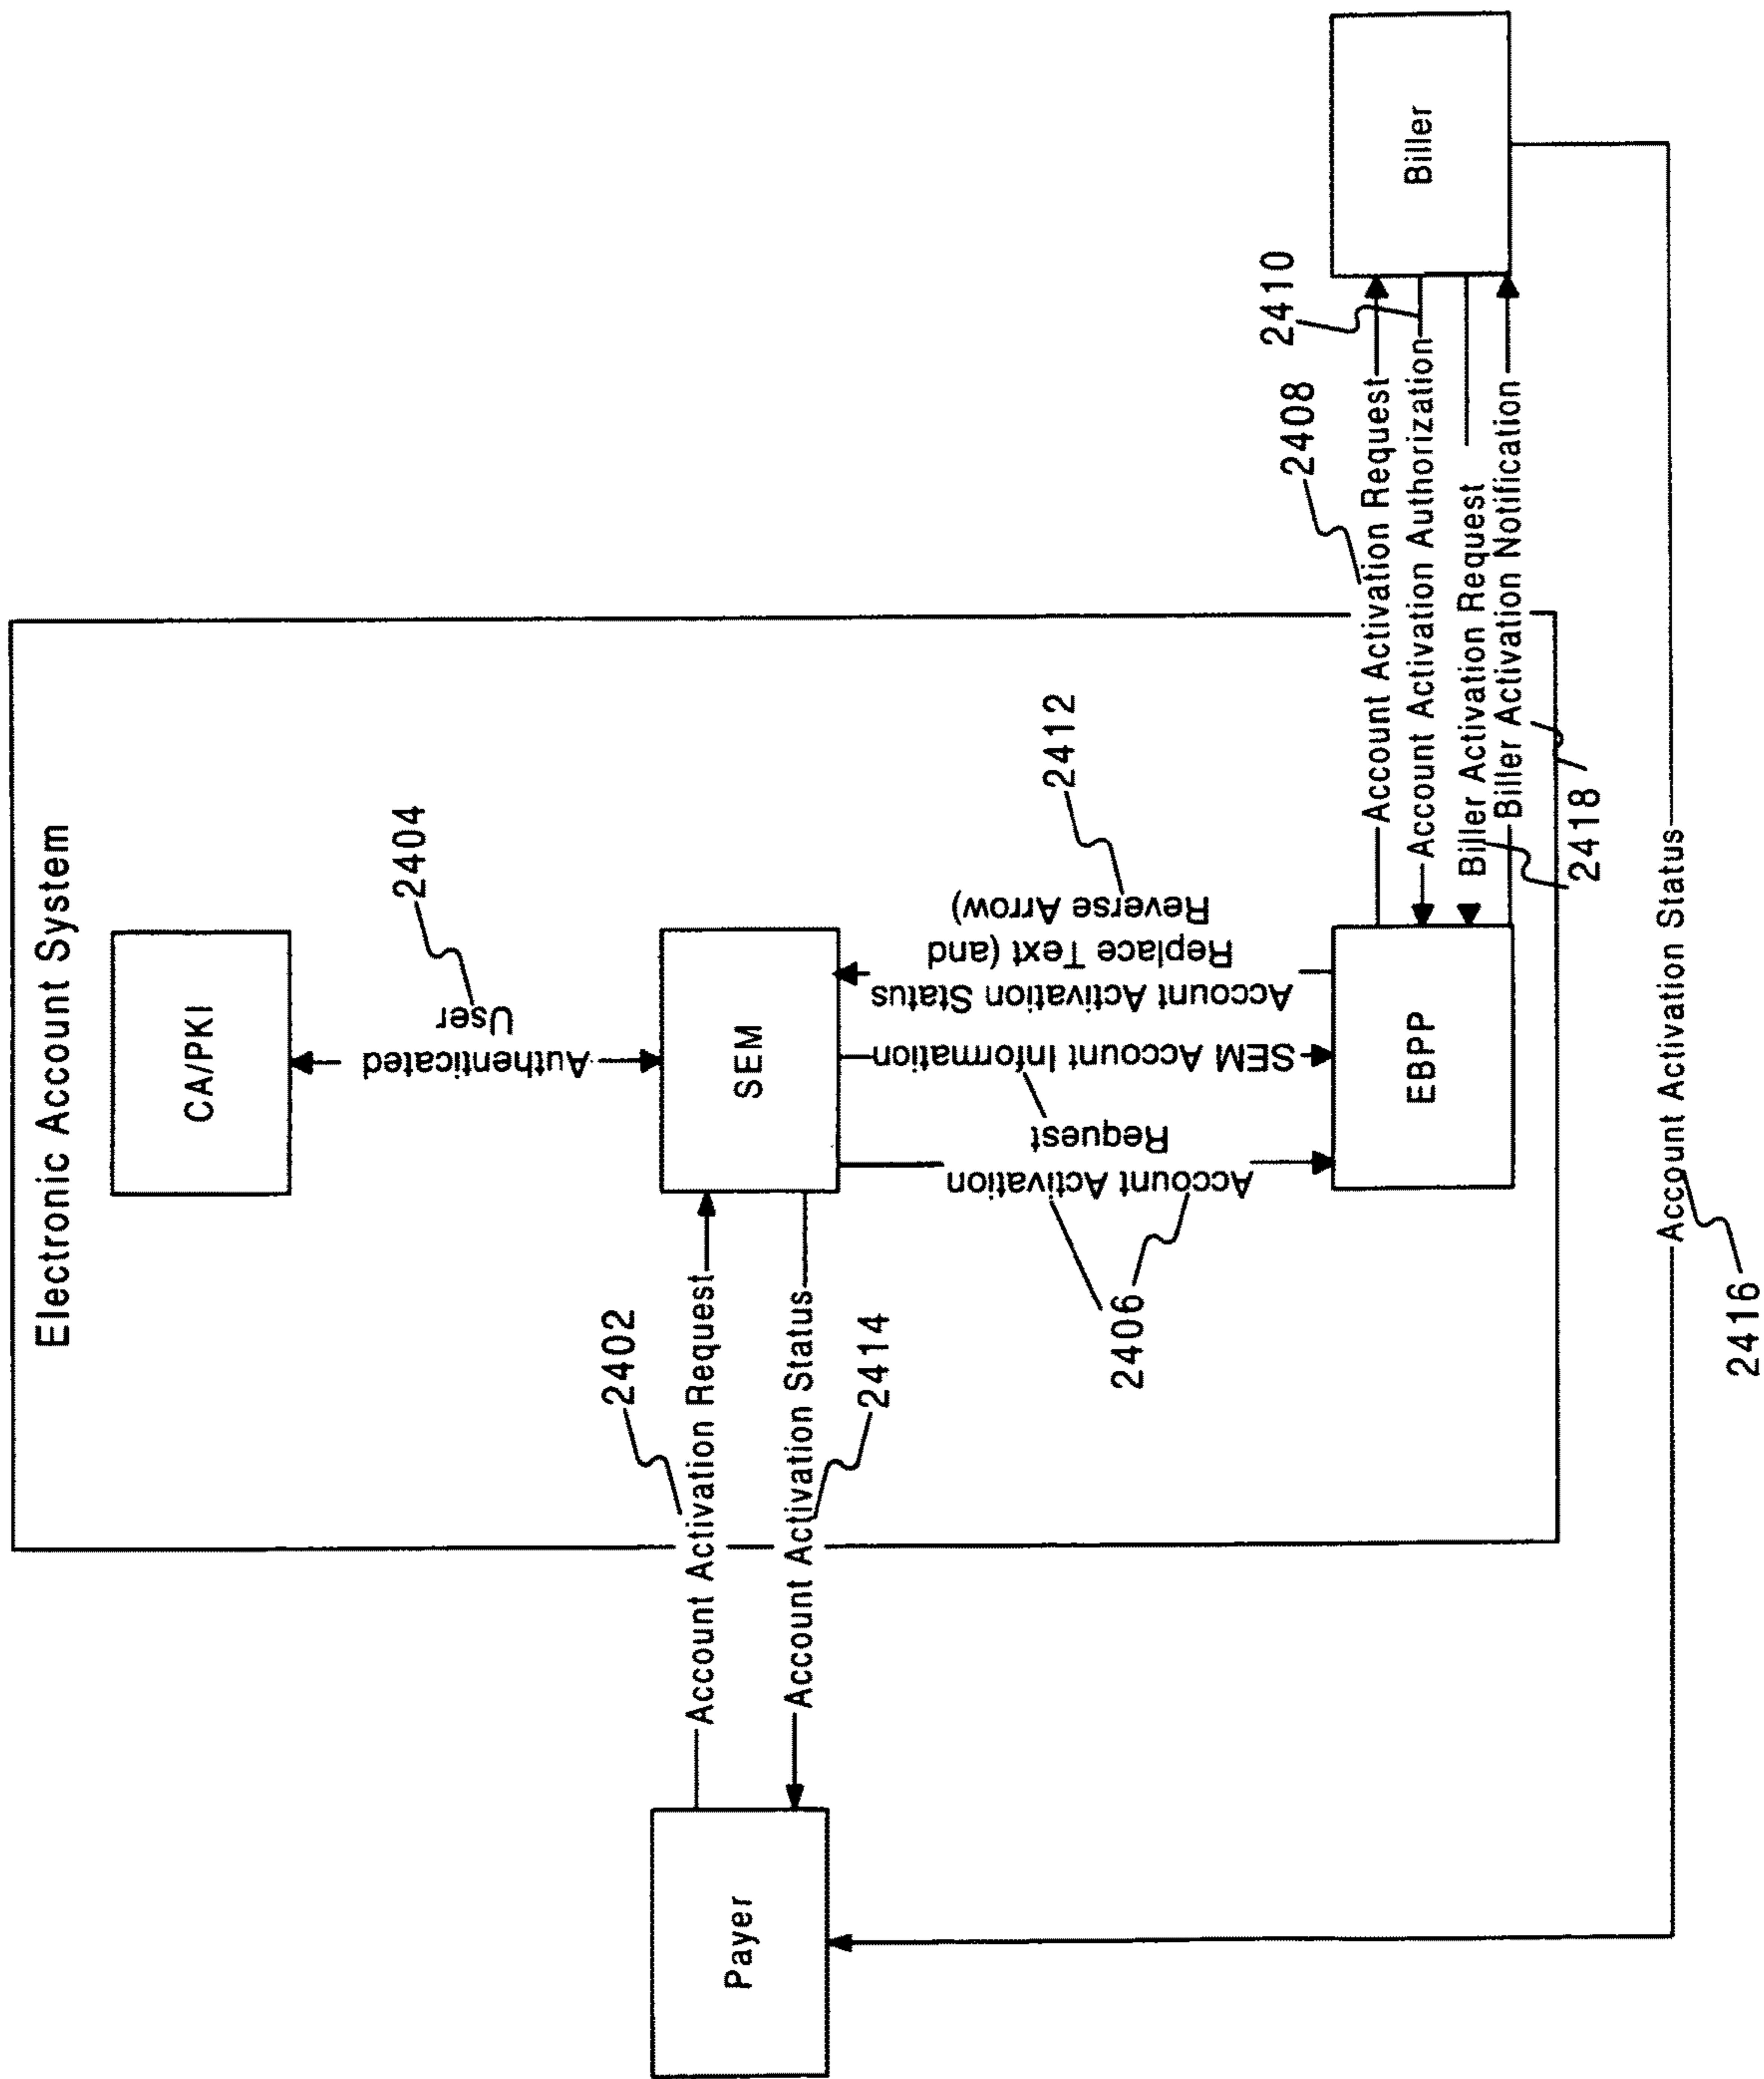 Electronic Account System
CA/PKI
2404
Authenticated
User
2402
Account Activation Request
SEM
Account Activation Status
2414
Payer
Account Activation
Request
2406
SEM Account Information
Account Activation Status
Replace Text (and
Reverse Arrow)
2412
EBPP
2408
2410
Account Activation Request
Account Activation Authorization
Biller Activation Request
Biller Activation Notification
2418
Biller
Account Activation Status
2416